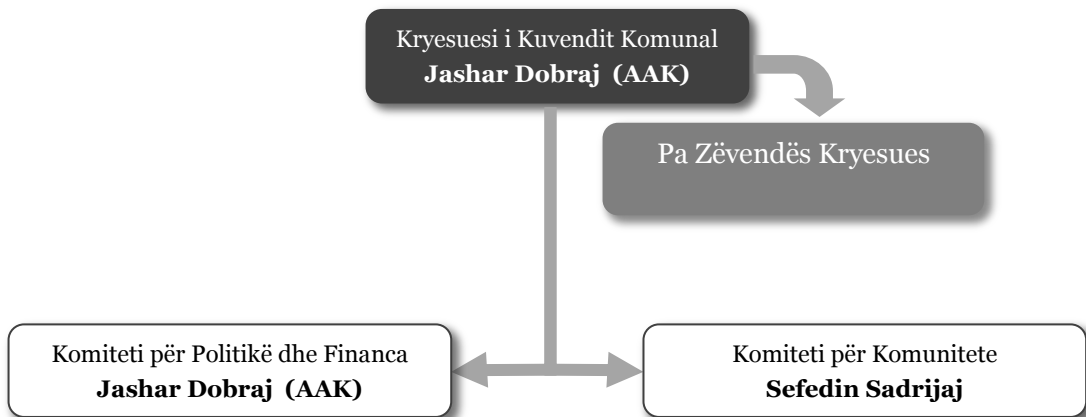 Kryesuesi i Kuvendit Komunal
Jashar Dobraj (AAK)
Pa Zëvendës Kryesues
Komiteti për Politikë dhe Financa
Jashar Dobraj (AAK)
Komiteti për Komunitete
Sefedin Sadrijaj